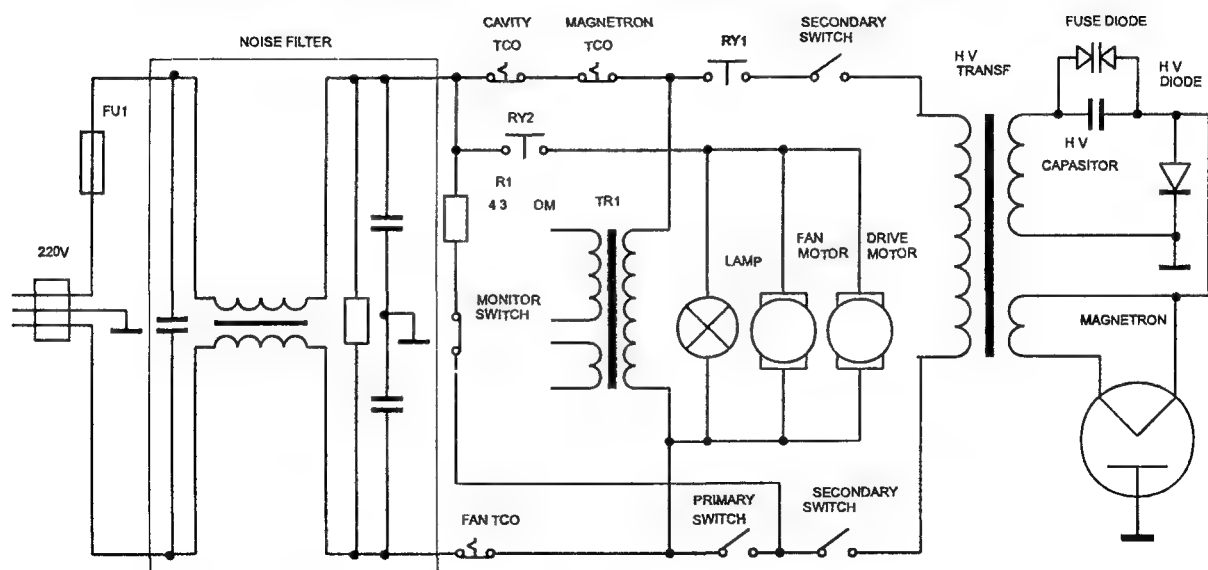 NOISE FILTER
CAVITY
TCO
MAGNETRON
TCO
RY1
SECONDARY
SWITCH
H V
TRANSF
FUSE DIODE
H V
DIODE
FU1
RY2
H V
CAPASITOR
R1
4 3 OM
TR1
220V
LAMP
FAN
MOTOR
DRIVE
MOTOR
MONITOR
SWITCH
MAGNETRON
FAN TCO
PRIMARY
SWITCH
SECONDARY
SWITCH